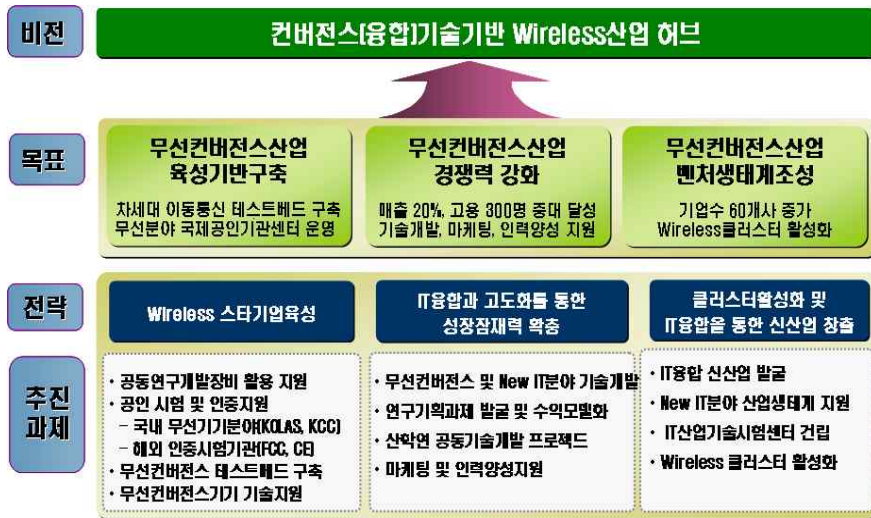 비전
컨버전스(융합)기술기반 Wireless산업 허브
목표
무선컨버전스산업
육성기반구축
차세대 이동통신 테스트베드 구축
무선분야 국제공인기관센터 운영
무선컨버전스산업
경쟁력 강화
매출 20%, 고용 300명 증대 달성
기술개발, 마케팅, 인력양성 지원
무선컨버전스산업
벤처생태계조성
기업수 60개사 증가
Wireless클러스터 활성화
전략
Wireless 스타기업육성
IT융합과 고도화를 통한
성장잠재력 확충
클러스터활성화 및
IT융합을 통한 신산업 창출
추진
과제
· 공동연구개발장비 활용 지원
· 공인 시험 및 인증지원
– 국내 무선기기분야(KOLAS, KCC)
– 해외 인증시험기관(FCC, CE)
· 무선컨버전스 테스트베드 구축
· 무선컨버전스기기 기술지원
· 무선컨버전스 및 New IT분야 기술개발
· 연구기획과제 발굴 및 수익모델화
· 산학연 공동기술개발 프로젝트
· 마케팅 및 인력양성지원
· IT융합 신산업 발굴
· New IT분야 산업생태계 지원
· IT산업기술시험센터 건립
· Wireless 클러스터 활성화